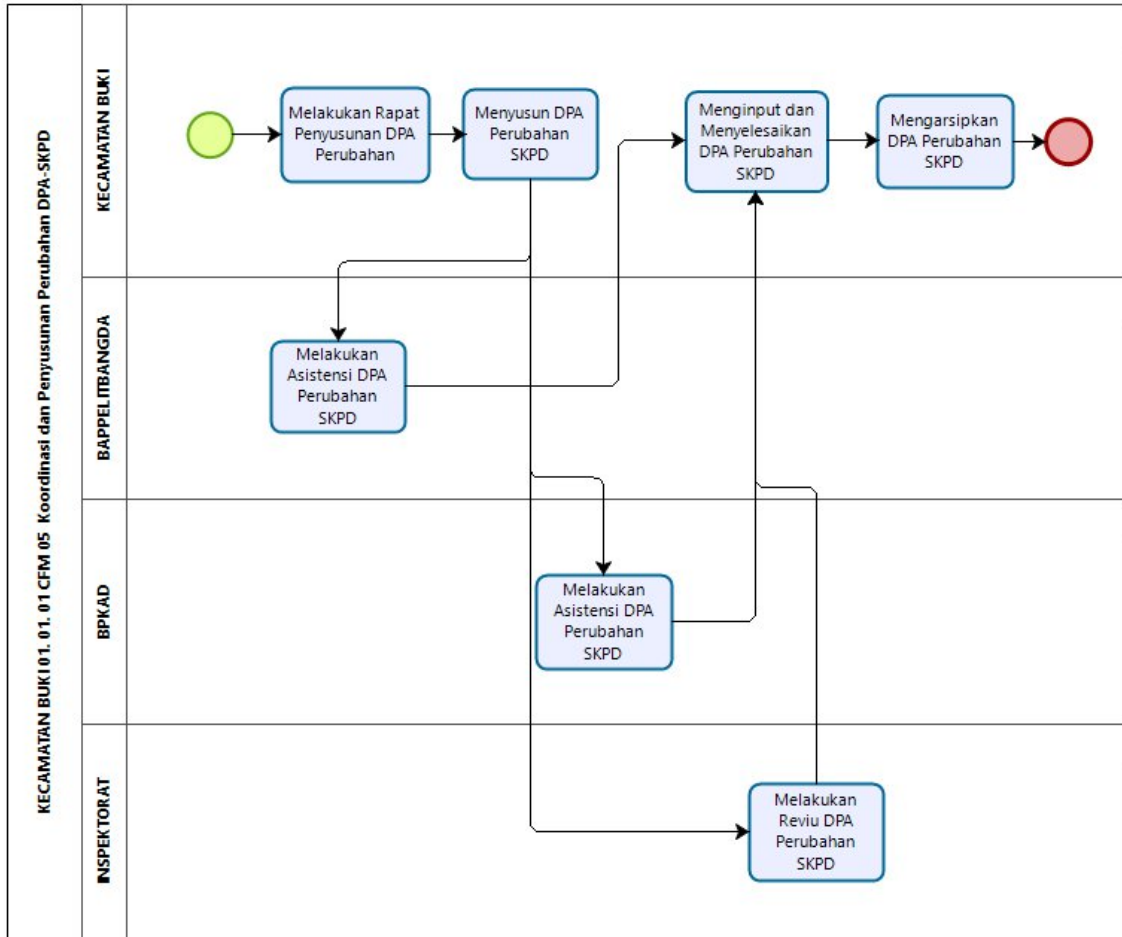 KECAMATAN BUKI 01. 01. 01 CFM 05  Koordinasi dan Penyusunan Perubahan DPA-SKPD
KECAMATAN BUKI
Melakukan Rapat
Penyusunan DPA
Perubahan
Menyusun DPA
Perubahan
SKPD
Menginput dan
Menyelesaikan
DPA Perubahan
SKPD
Mengarsipkan
DPA Perubahan
SKPD
BAPPELITBANGDA
Melakukan
Asistensi DPA
Perubahan
SKPD
BPKAD
Melakukan
Asistensi DPA
Perubahan
SKPD
INSPEKTORAT
Melakukan
Reviu DPA
Perubahan
SKPD